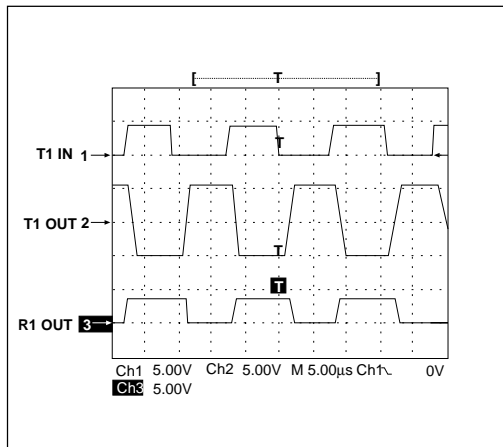 [ T ]
T1 IN 1
T
T1 OUT 2
T
T
R1 OUT 3
Ch1 5.00V Ch2 5.00V M 5.00µs Ch1 0V
Ch3 5.00V